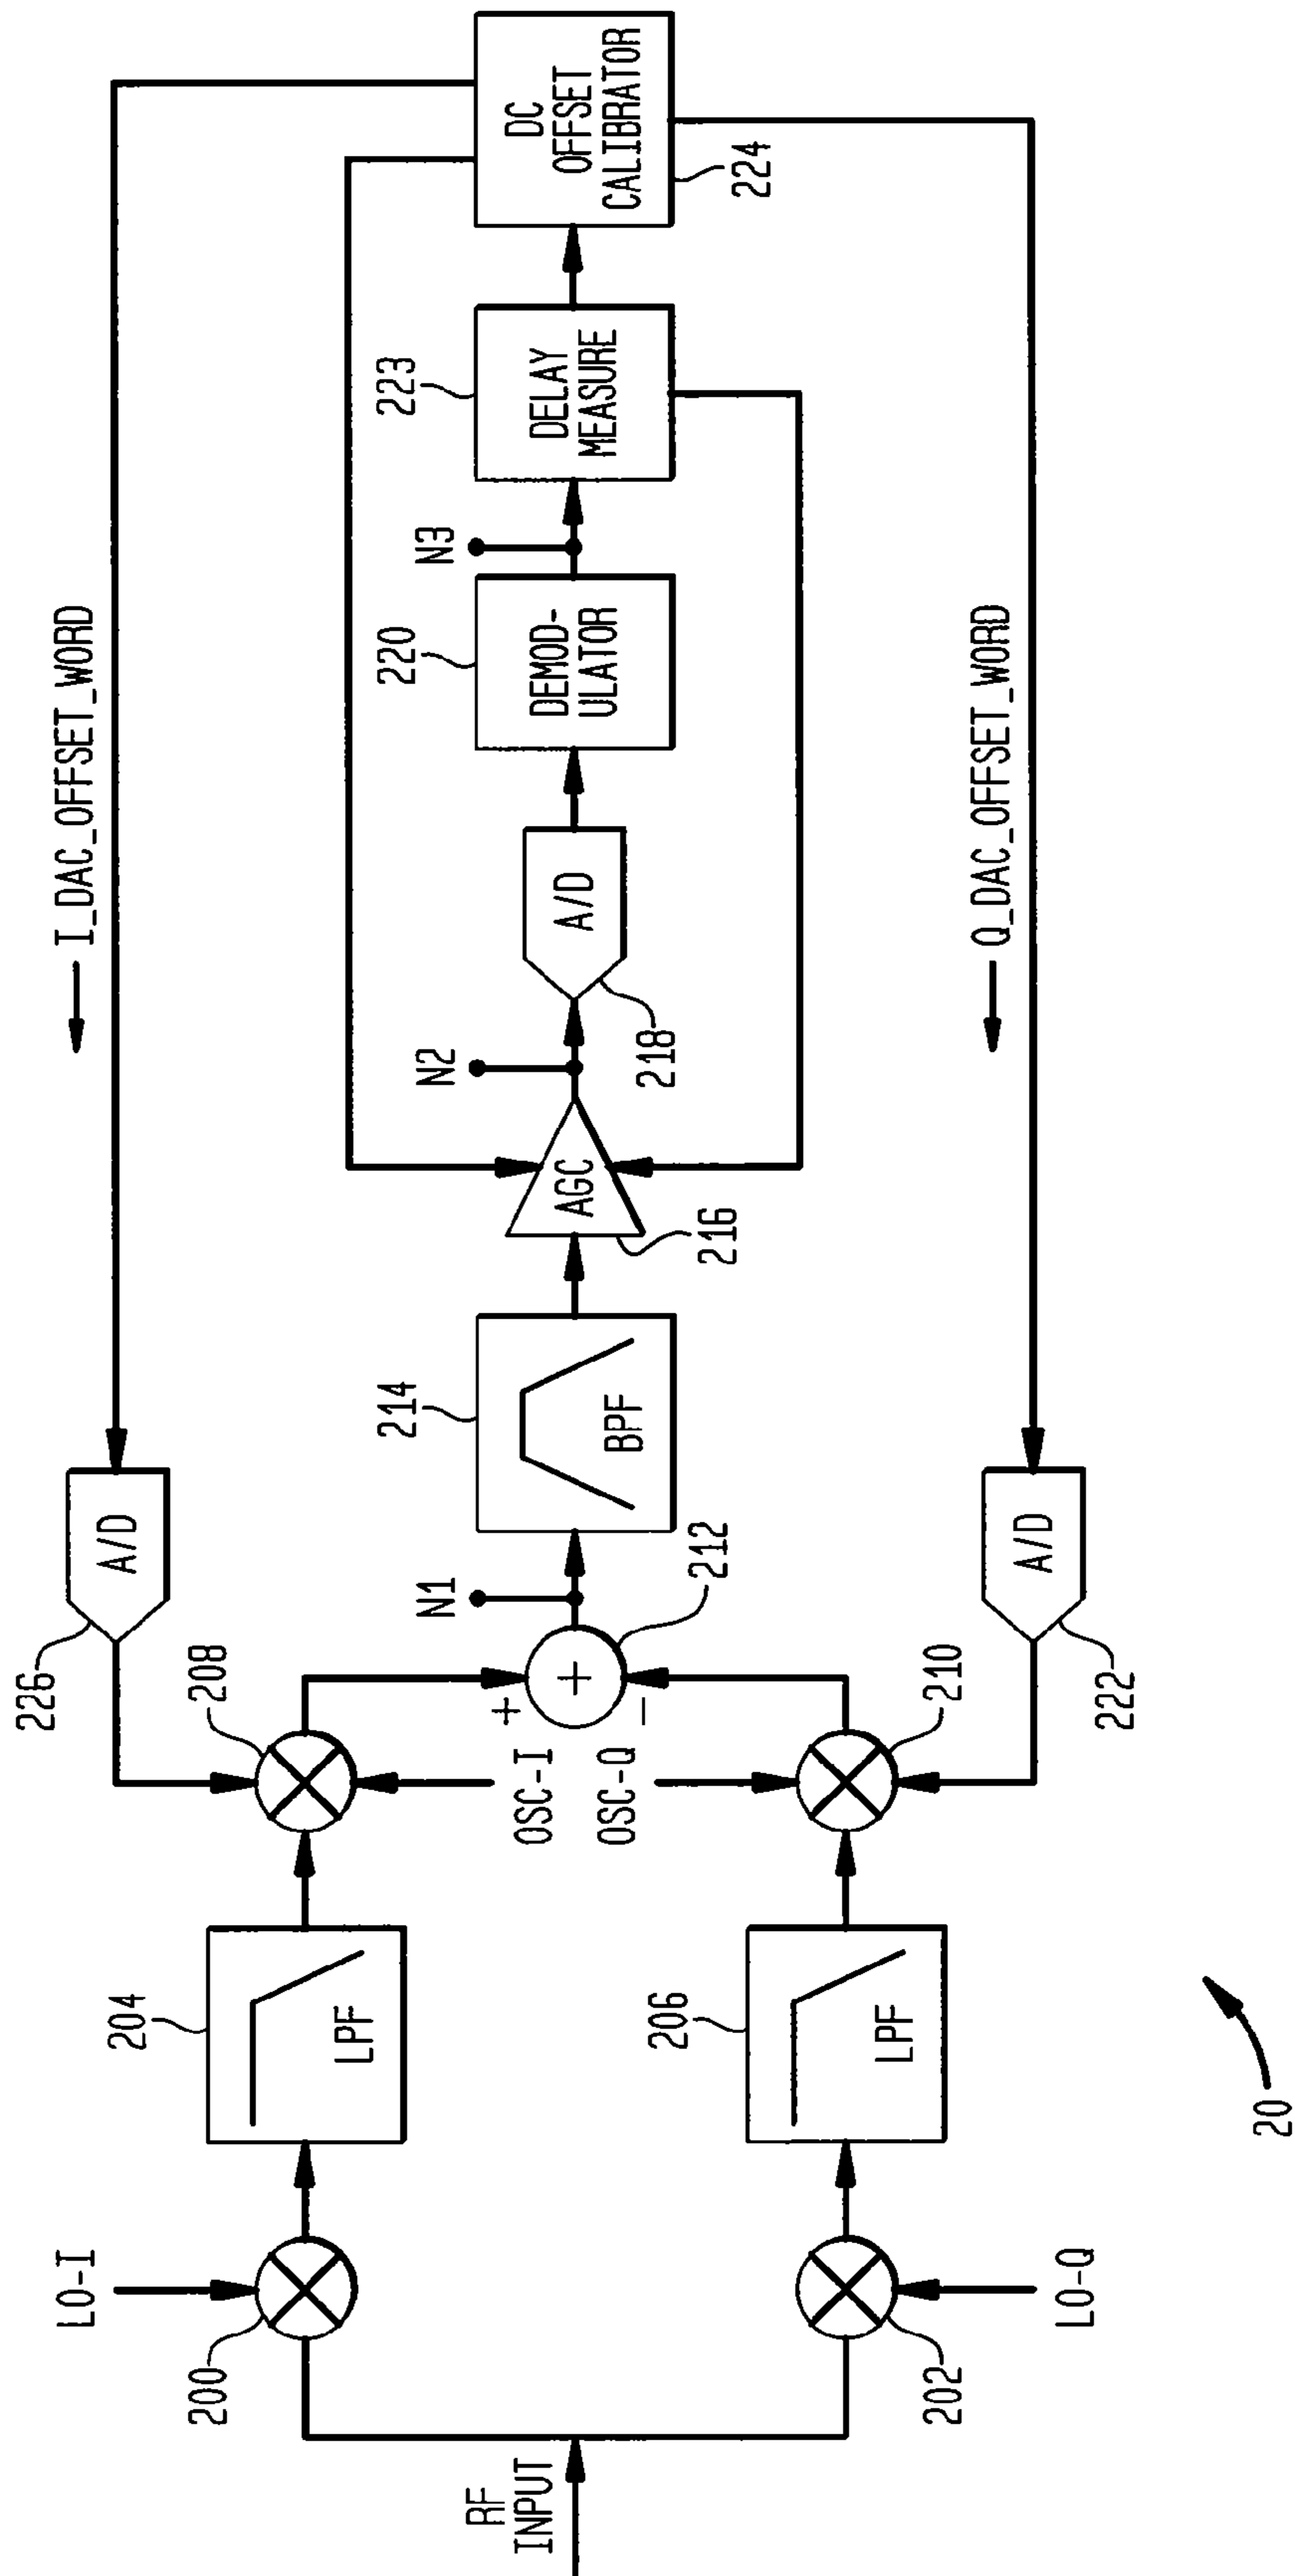 I_DAC_OFFSET_WORD
226
A/D
LO-I
200
204
LPF
208
OSC-I
+
+
−
212
N1
214
BPF
AGC
216
N2
A/D
218
220
DEMOD-
ULATOR
N3
223
DELAY
MEASURE
DC
OFFSET
CALIBRATOR
224
RF
INPUT
OSC-Q
206
LPF
210
202
LO-Q
222
A/D
Q_DAC_OFFSET_WORD
20